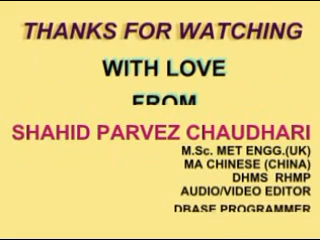 THANKS FOR WATCHING
WITH LOVE
FROM
SHAHID PARVEZ CHAUDHARI
M.Sc. MET ENGG.(UK)
MA CHINESE (CHINA)
DHMS RHMP
AUDIO/VIDEO EDITOR
DBASE PROGRAMMER